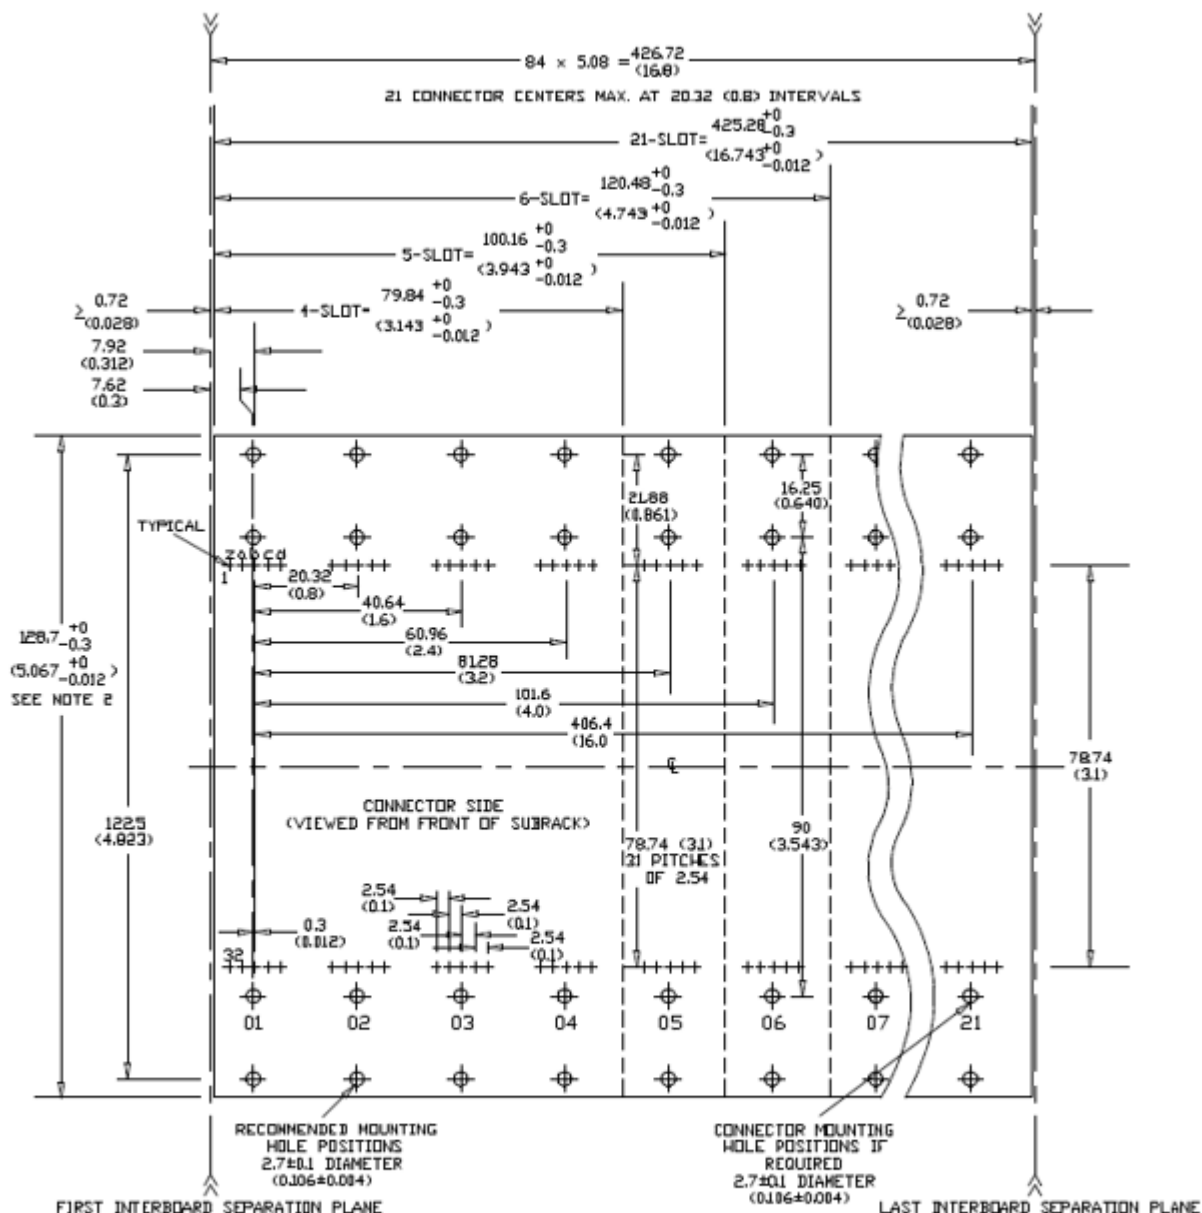 84 × 5.08 = 426.72
(16.8)
21 CONNECTOR CENTERS MAX. AT 20.32 (0.8) INTERVALS
21-SLOT= 425.28 +0 -0.3
(16.743 +0 -0.012)
6-SLOT= 120.48 +0 -0.3
(4.743 +0 -0.012)
5-SLOT= 100.16 +0 -0.3
(3.943 +0 -0.012)
4-SLOT= 79.84 +0 -0.3
(3.143 +0 -0.012)
≥ 0.72
(0.028)
≥ 0.72
(0.028)
7.92
(0.312)
7.62
(0.3)
21.88
(0.861)
16.25
(0.640)
TYPICAL
z a b c d
1
20.32
(0.8)
40.64
(1.6)
60.96
(2.4)
81.28
(3.2)
101.6
(4.0)
406.4
(16.0
128.7 +0 -0.3
(5.067 +0 -0.012)
SEE NOTE 2
78.74
(3.1)
℄
CONNECTOR SIDE
(VIEWED FROM FRONT OF SUBRACK)
122.5
(4.823)
78.74 (3.1)
31 PITCHES
OF 2.54
90
(3.543)
2.54
(0.1)
2.54
(0.1)
2.54
(0.1)
2.54
(0.1)
0.3
(0.012)
32
01 02 03 04 05 06 07 21
RECOMMENDED MOUNTING
HOLE POSITIONS
2.7±0.1 DIAMETER
(0.106±0.004)
CONNECTOR MOUNTING
HOLE POSITIONS IF
REQUIRED
2.7±0.1 DIAMETER
(0.106±0.004)
FIRST INTERBOARD SEPARATION PLANE
LAST INTERBOARD SEPARATION PLANE